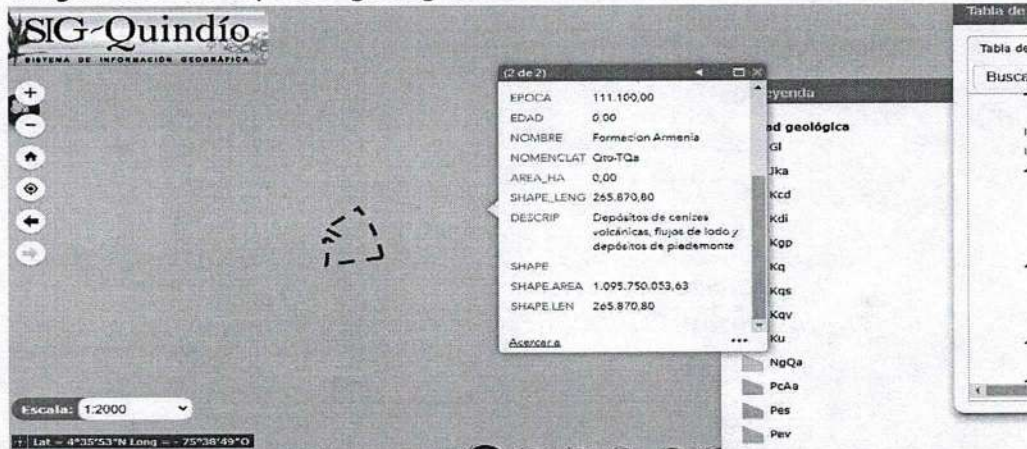 SIG-Quindío
SISTEMA DE INFORMACIÓN GEOGRÁFICA
(2 de 2)
EPOCA 111.100,00
EDAD 0,00
NOMBRE Formacion Armenia
NOMENCLAT Qto-TQa
AREA_HA 0,00
SHAPE_LENG 265.870,80
DESCRIP Depósitos de cenizas
volcánicas, flujos de lodo y
depósitos de piedemonte
SHAPE
SHAPE.AREA 1.095.750.053,63
SHAPE.LEN 265.870,80
Acercar a
•••
yenda
ad geológica
Gl
Jka
Kcd
Kdi
Kgp
Kq
Kqs
Kqv
Ku
NgQa
PcAa
Pes
Pev
Tabla de
Tabla de
Busca
Escala: 1:2000
Lat = 4°35'53"N Long = - 75°38'49"O